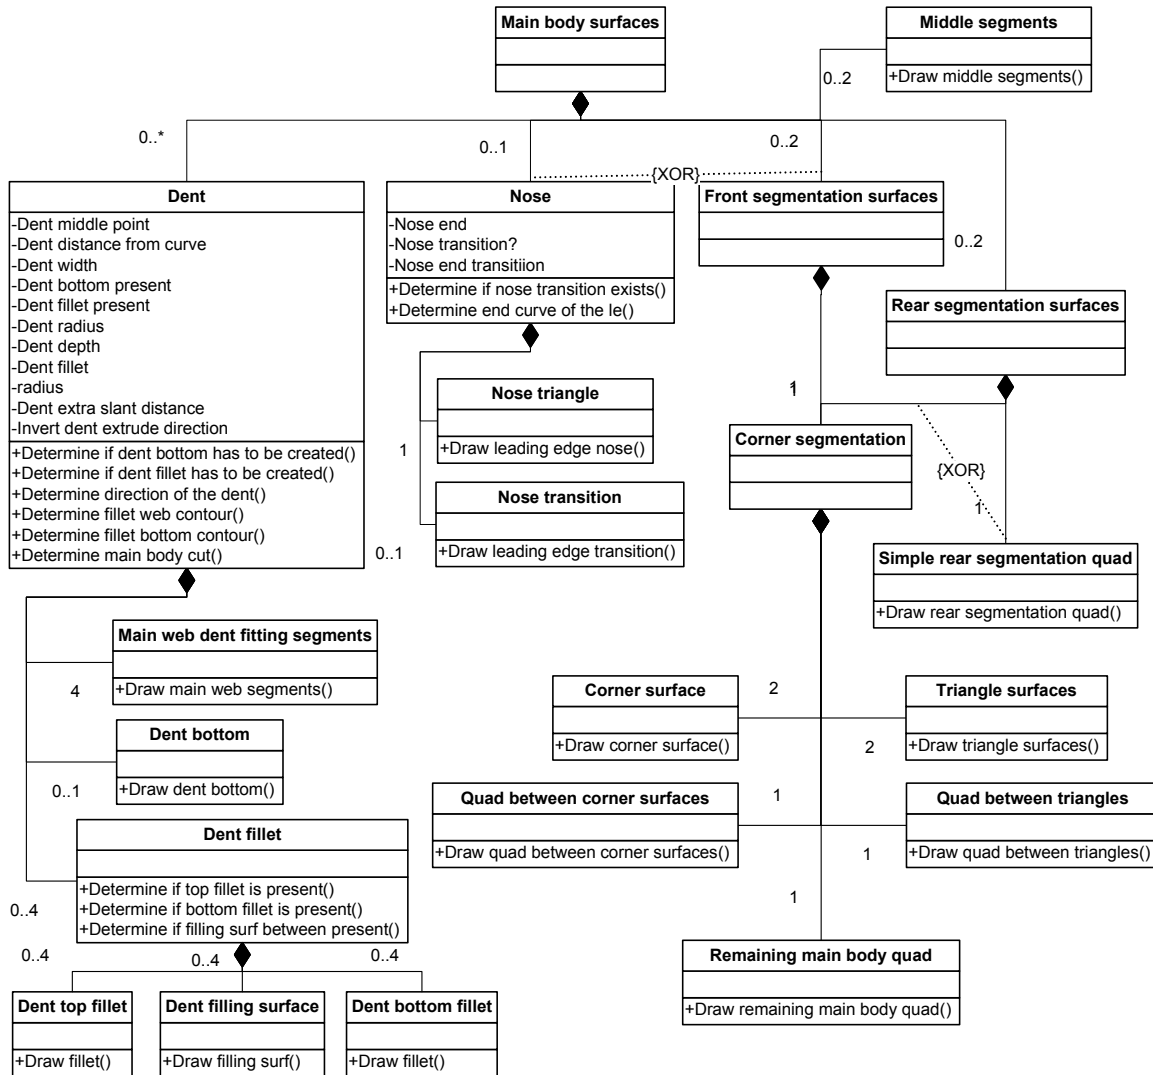 Main body surfaces
Middle segments
+Draw middle segments()
0..2
0..*
0..1
0..2
{XOR}
Dent
-Dent middle point
-Dent distance from curve
-Dent width
-Dent bottom present
-Dent fillet present
-Dent radius
-Dent depth
-Dent fillet
-radius
-Dent extra slant distance
-Invert dent extrude direction
+Determine if dent bottom has to be created()
+Determine if dent fillet has to be created()
+Determine direction of the dent()
+Determine fillet web contour()
+Determine fillet bottom contour()
+Determine main body cut()
Nose
-Nose end
-Nose transition?
-Nose end transitiion
+Determine if nose transition exists()
+Determine end curve of the le()
Front segmentation surfaces
0..2
Rear segmentation surfaces
Nose triangle
+Draw leading edge nose()
1
Nose transition
+Draw leading edge transition()
0..1
1
1
Corner segmentation
{XOR}
1
Simple rear segmentation quad
+Draw rear segmentation quad()
Main web dent fitting segments
+Draw main web segments()
4
Dent bottom
+Draw dent bottom()
0..1
Dent fillet
+Determine if top fillet is present()
+Determine if bottom fillet is present()
+Determine if filling surf between present()
0..4
0..4
0..4
0..4
Dent top fillet
+Draw fillet()
Dent filling surface
+Draw filling surf()
Dent bottom fillet
+Draw fillet()
Corner surface
+Draw corner surface()
2
Triangle surfaces
+Draw triangle surfaces()
2
Quad between corner surfaces
+Draw quad between corner surfaces()
1
Quad between triangles
+Draw quad between triangles()
1
1
Remaining main body quad
+Draw remaining main body quad()